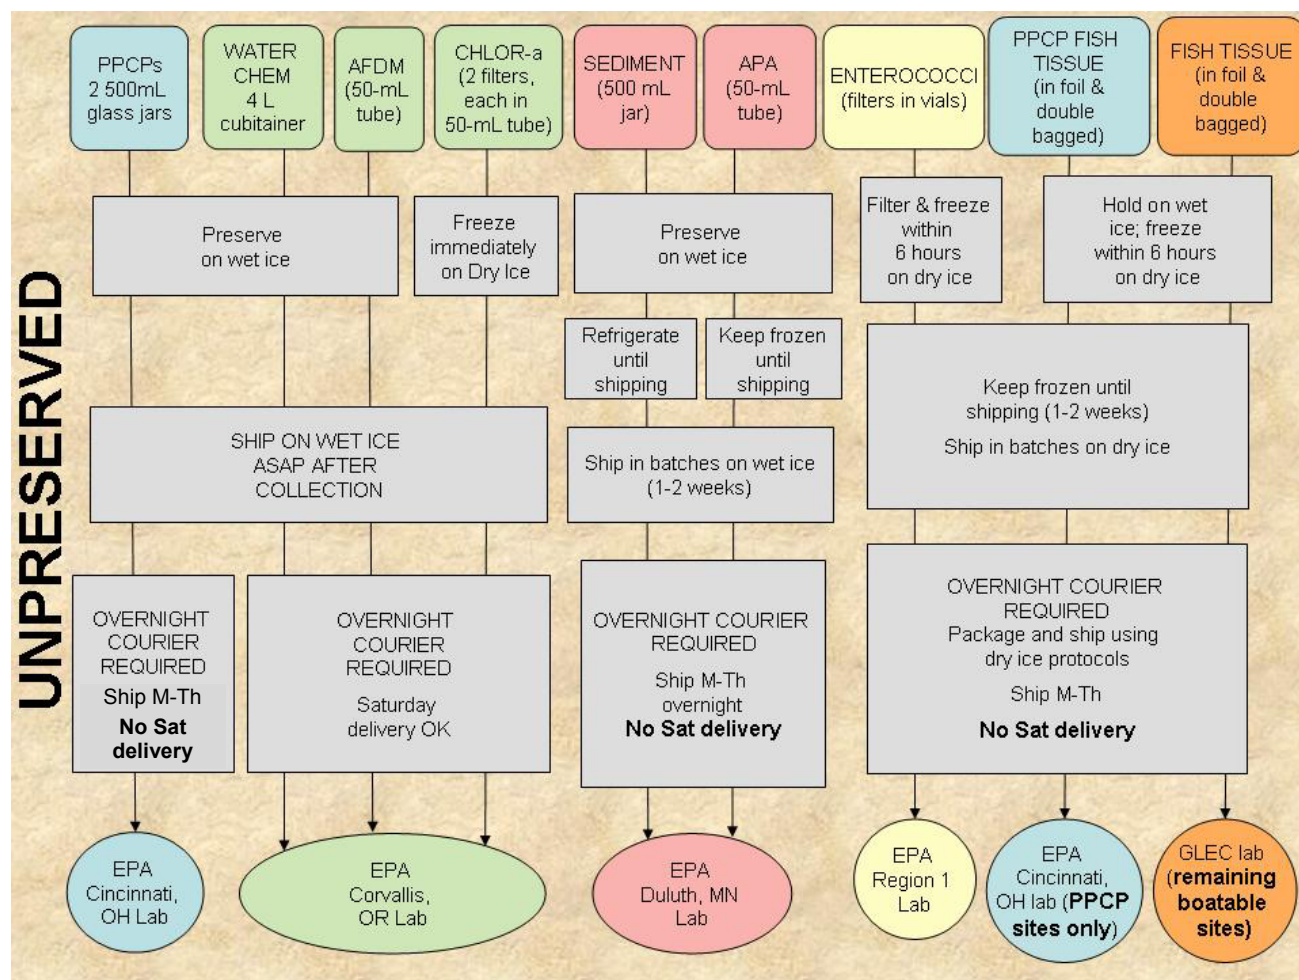 UNPRESERVED
PPCPs
2 500mL
glass jars
WATER
CHEM
4 L
cubitainer
AFDM
(50-mL
tube)
CHLOR-a
(2 filters,
each in
50-mL tube)
SEDIMENT
(500 mL
jar)
APA
(50-mL
tube)
ENTEROCOCCI
(filters in vials)
PPCP FISH
TISSUE
(in foil &
double
bagged)
FISH TISSUE
(in foil &
double
bagged)
Preserve
on wet ice
Freeze
immediately
on Dry Ice
Preserve
on wet ice
Filter & freeze
within
6 hours
on dry ice
Hold on wet
ice; freeze
within 6 hours
on dry ice
Refrigerate
until
shipping
Keep frozen
until
shipping
Keep frozen until
shipping (1-2 weeks)
Ship in batches on dry ice
SHIP ON WET ICE
ASAP AFTER
COLLECTION
Ship in batches on wet ice
(1-2 weeks)
OVERNIGHT
COURIER
REQUIRED
Ship M-Th
No Sat
delivery
OVERNIGHT
COURIER
REQUIRED
Saturday
delivery OK
OVERNIGHT COURIER
REQUIRED
Ship M-Th
overnight
No Sat delivery
OVERNIGHT COURIER
REQUIRED
Package and ship using
dry ice protocols
Ship M-Th
No Sat delivery
EPA
Cincinnati,
OH Lab
EPA
Corvallis,
OR Lab
EPA
Duluth, MN
Lab
EPA
Region 1
Lab
EPA
Cincinnati,
OH lab (PPCP
sites only)
GLEC lab
(remaining
boatable
sites)